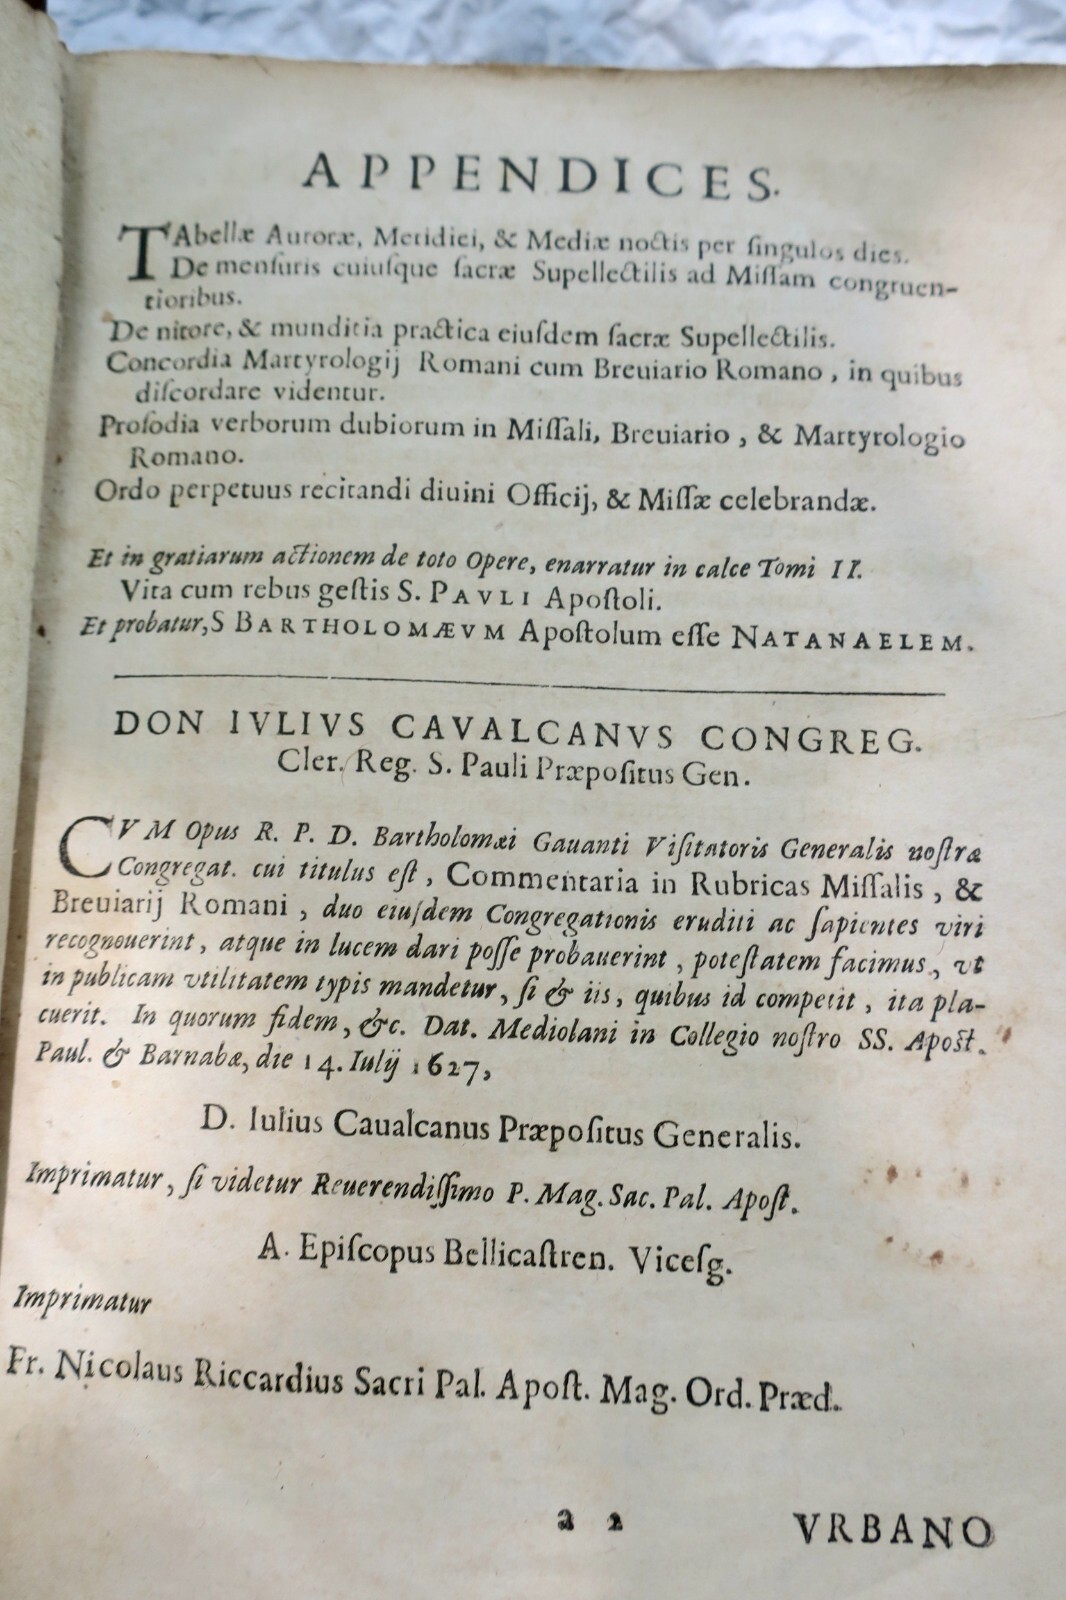 APPENDICES.
TAbellæ Auroræ, Meridiei, & Mediæ noctis per ſingulos dies.
De menſuris cuiuſque ſacræ Supellectilis ad Miſſam congruen-
tioribus.
De nitore, & munditia practica eiuſdem ſacræ Supellectilis.
Concordia Martyrologij Romani cum Breuiario Romano, in quibus
diſcordare videntur.
Proſodia verborum dubiorum in Miſſali, Breuiario, & Martyrologio
Romano.
Ordo perpetuus recitandi diuini Officij, & Miſſæ celebrandæ.
Et in gratiarum actionem de toto Opere, enarratur in calce Tomi II.
Vita cum rebus geſtis S. PAVLI Apoſtoli.
Et probatur, S BARTHOLOMÆVM Apoſtolum eſſe NATANAELEM.
DON IVLIVS CAVALCANVS CONGREG.
Cler. Reg. S. Pauli Præpoſitus Gen.
CVM Opus R. P. D. Bartholomæi Gauanti Viſitatoris Generalis noſtræ
Congregat. cui titulus eſt, Commentaria in Rubricas Miſſalis, &
Breuiarij Romani, duo eiuſdem Congregationis eruditi ac ſapientes viri
recognouerint, atque in lucem dari poſſe probauerint, poteſtatem facimus, vt
in publicam vtilitatem typis mandetur, ſi & iis, quibus id competit, ita pla-
cuerit. In quorum fidem, &c. Dat. Mediolani in Collegio noſtro SS. Apoſt.
Paul. & Barnabæ, die 14. Iulij 1627,
D. Iulius Caualcanus Præpoſitus Generalis.
Imprimatur, ſi videtur Reuerendiſſimo P. Mag. Sac. Pal. Apoſt.
A. Epiſcopus Bellicaſtren. Viceſg.
Imprimatur
Fr. Nicolaus Riccardius Sacri Pal. Apoſt. Mag. Ord. Præd.
a 2 VRBANO